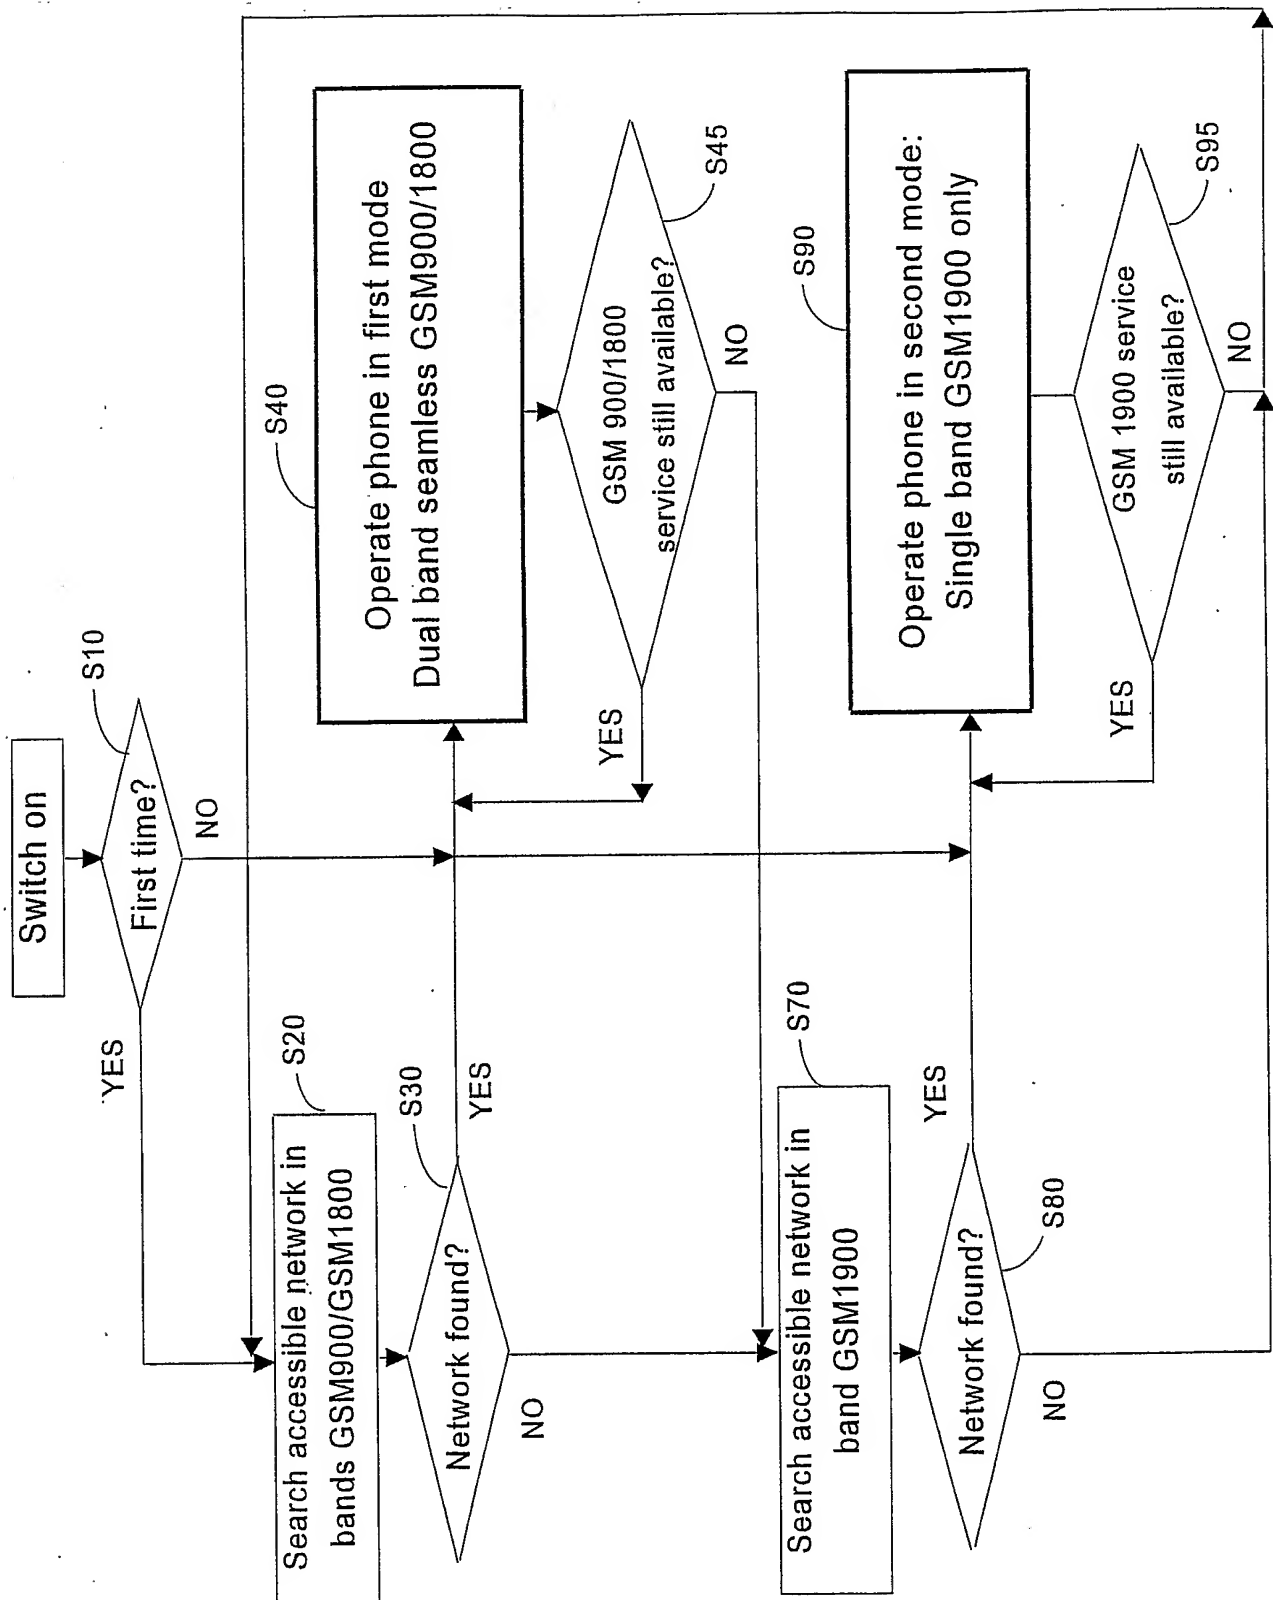 Switch on
S10
First time?
YES
NO
S20
Search accessible network in
bands GSM900/GSM1800
S30
Network found?
YES
NO
S40
Operate phone in first mode
Dual band seamless GSM900/1800
S45
GSM 900/1800
service still available?
YES
NO
S70
Search accessible network in
band GSM1900
S80
Network found?
YES
NO
S90
Operate phone in second mode:
Single band GSM1900 only
S95
GSM 1900 service
still available?
YES
NO